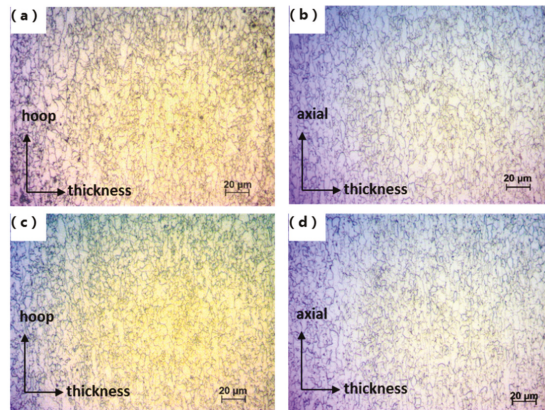 (a)
hoop
thickness
20 μm
(b)
axial
thickness
20 μm
(c)
hoop
thickness
20 μm
(d)
axial
thickness
20 μm